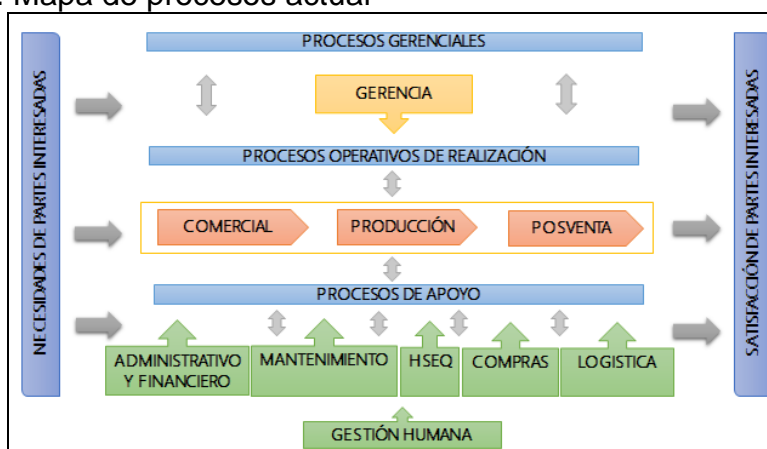 . Mapa de procesos actual
NECESIDADES DE PARTES INTERESADAS
PROCESOS GERENCIALES
GERENCIA
PROCESOS OPERATIVOS DE REALIZACIÓN
COMERCIAL
PRODUCCIÓN
POSVENTA
PROCESOS DE APOYO
ADMINISTRATIVO
Y FINANCIERO
MANTENIMIENTO
HSEQ
COMPRAS
LOGISTICA
GESTIÓN HUMANA
SATISFACCIÓN DE PARTES INTERESADAS